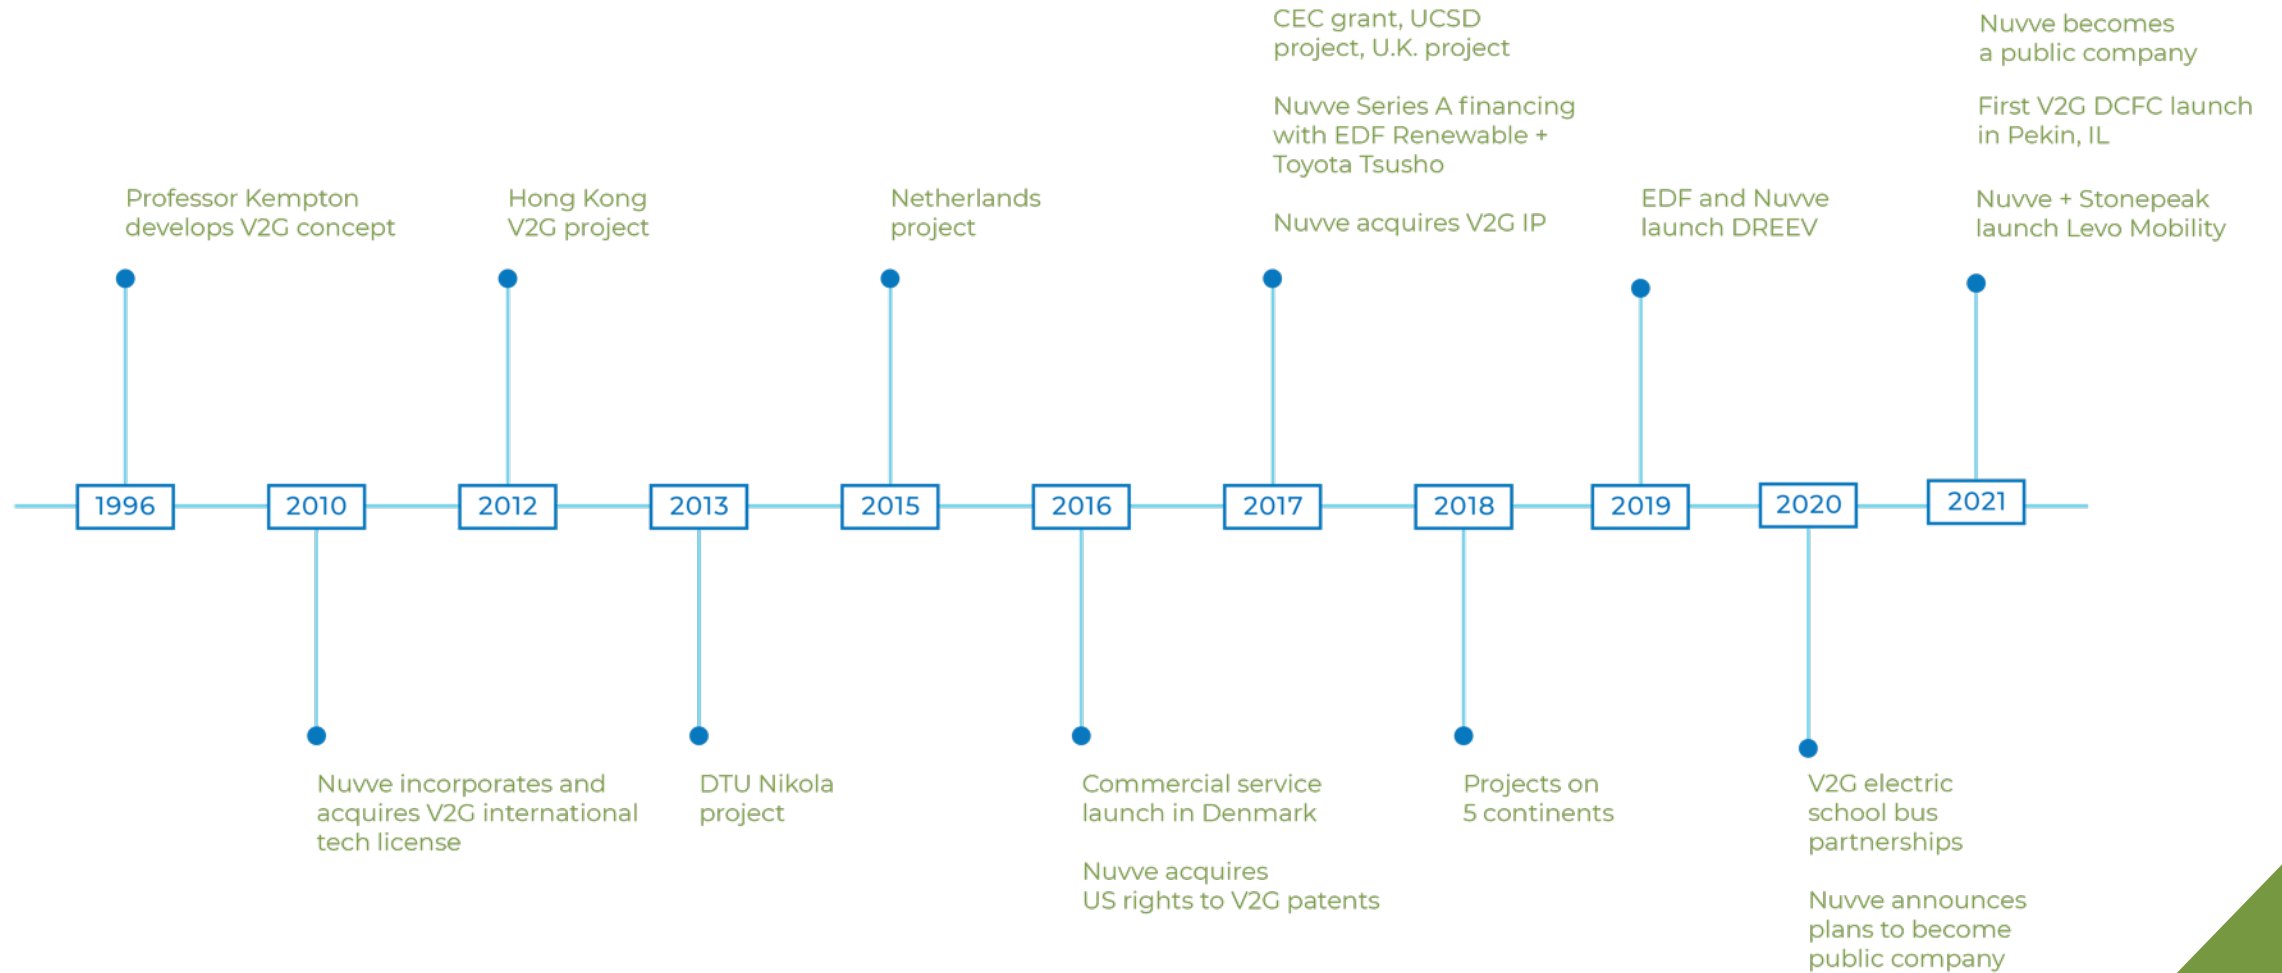 CEC grant, UCSD
project, U.K. project
Nuvve Series A financing
with EDF Renewable +
Toyota Tsusho
Nuvve acquires V2G IP
Nuvve becomes
a public company
First V2G DCFC launch
in Pekin, IL
Nuvve + Stonepeak
launch Levo Mobility
Professor Kempton
develops V2G concept
Hong Kong
V2G project
Netherlands
project
EDF and Nuvve
launch DREEV
1996
2010
2012
2013
2015
2016
2017
2018
2019
2020
2021
Nuvve incorporates and
acquires V2G international
tech license
DTU Nikola
project
Commercial service
launch in Denmark
Nuvve acquires
US rights to V2G patents
Projects on
5 continents
V2G electric
school bus
partnerships
Nuvve announces
plans to become
public company